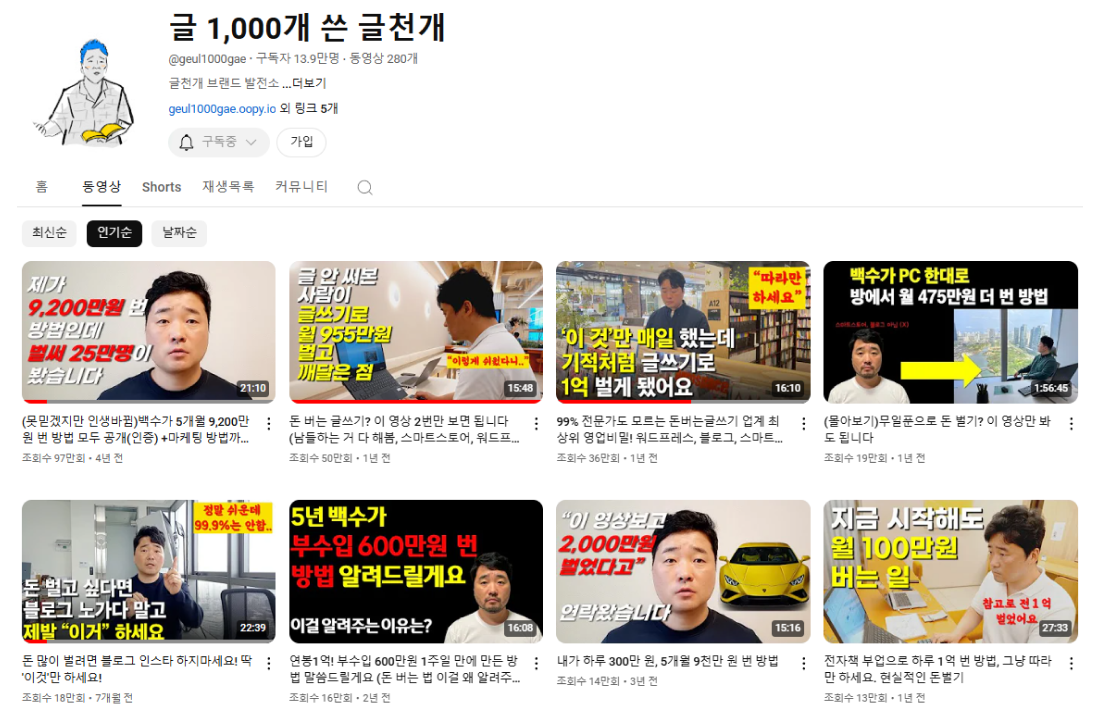 글 1,000개 쓴 글천개
@geul1000gae · 구독자 13.9만명 · 동영상 280개
글천개 브랜드 발전소 ...더보기
geul1000gae.oopy.io 외 링크 5개
구독중
가입
홈 동영상 Shorts 재생목록 커뮤니티
최신순 인기순 날짜순
제가
9,200만원 번
방법인데
벌써 25만명이
봤습니다
21:10
글 안 써본
사람이
글쓰기로
월 955만원
벌고
깨달은 점
"이렇게 쉬웠다니.."
15:48
"따라만
하세요"
A12
'이 것'만 매일 했는데
기적처럼 글쓰기로
1억 벌게 됐어요
16:10
백수가 PC 한대로
방에서 월 475만원 더 번 방법
스마트스토어, 블로그 아님 (X)
1:56:45
(못믿겠지만 인생바뀜)백수가 5개월 9,200만
원 번 방법 모두 공개(인증) +마케팅 방법까...
조회수 97만회 • 4년 전
돈 버는 글쓰기? 이 영상 2번만 보면 됩니다
(남들하는 거 다 해봄, 스마트스토어, 워드프...
조회수 50만회 • 1년 전
99% 전문가도 모르는 돈버는글쓰기 업계 최
상위 영업비밀! 워드프레스, 블로그, 스마트...
조회수 36만회 • 1년 전
(몰아보기)무일푼으로 돈 벌기? 이 영상만 봐
도 됩니다
조회수 19만회 • 1년 전
정말 쉬운데
99.9%는 안함..
돈 벌고 싶다면
블로그 노가다 말고
제발 "이거" 하세요
22:39
5년 백수가
부수입 600만원 번
방법 알려드릴게요
이걸 알려주는 이유는?
16:08
"이 영상보고
2,000만원
벌었다고"
연락왔습니다
15:16
지금 시작해도
월 100만원
버는 일
참고로 전 1억
벌었어요
27:33
돈 많이 벌려면 블로그 인스타 하지마세요! 딱
'이것'만 하세요!
조회수 18만회 • 7개월 전
연봉1억! 부수입 600만원 1주일 만에 만든 방
법 말씀드릴게요 (돈 버는 법 이걸 왜 알려주...
조회수 16만회 • 2년 전
내가 하루 300만 원, 5개월 9천만 원 번 방법
조회수 14만회 • 3년 전
전자책 부업으로 하루 1억 번 방법, 그냥 따라
만 하세요. 현실적인 돈벌기
조회수 13만회 • 1년 전